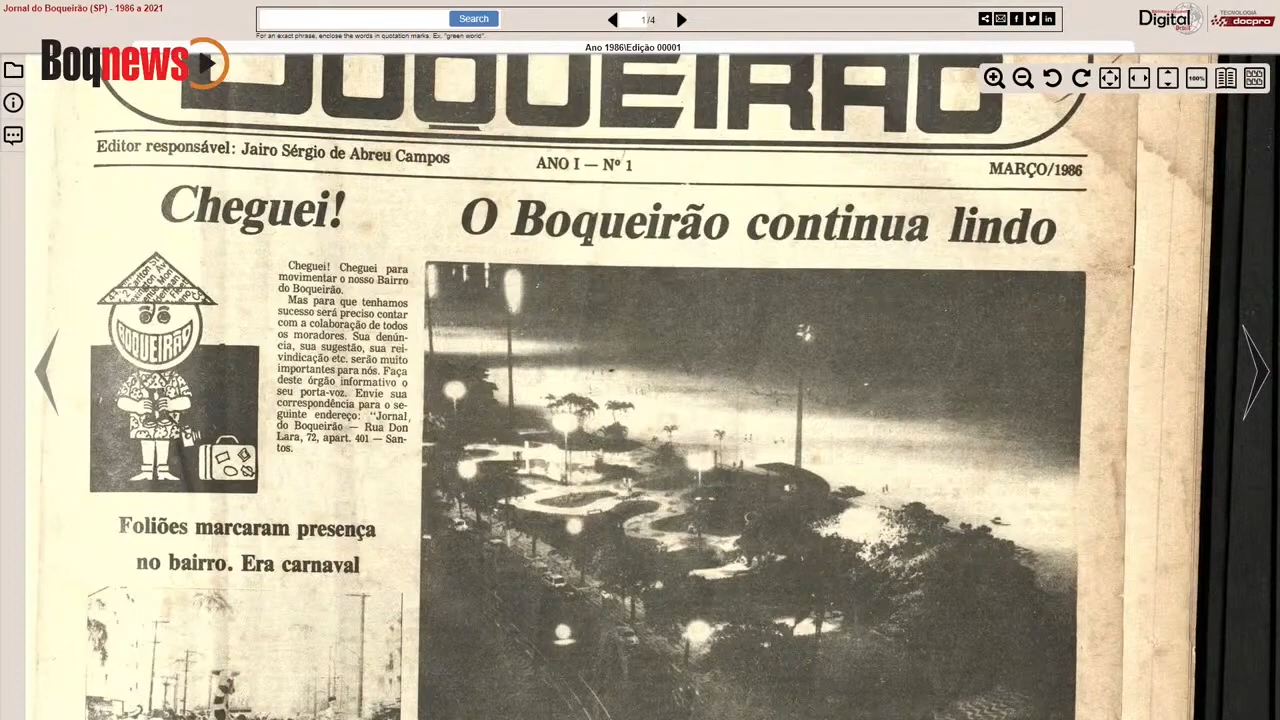 Jornal do Boqueirão (SP) - 1986 a 2021
Search
1/4
For an exact phrase, enclose the words in quotation marks. Ex, "green world".
Digital
TECNOLOGIA
docpro
Ano 1986\Edição 00001
Boqnews
100%
BOQUEIRÃO
Editor responsável: Jairo Sérgio de Abreu Campos
ANO I — Nº 1
MARÇO/1986
Cheguei!
O Boqueirão continua lindo
BOQUEIRÃO
Cheguei! Cheguei para
movimentar o nosso Bairro
do Boqueirão.
Mas para que tenhamos
sucesso será preciso contar
com a colaboração de todos
os moradores. Sua denún-
cia, sua sugestão, sua rei-
vindicação etc. serão muito
importantes para nós. Faça
deste órgão informativo o
seu porta-voz. Envie sua
correspondência para o se-
guinte endereço: "Jornal,
do Boqueirão — Rua Don
Lara, 72, apart. 401 — San-
tos.
Foliões marcaram presença
no bairro. Era carnaval